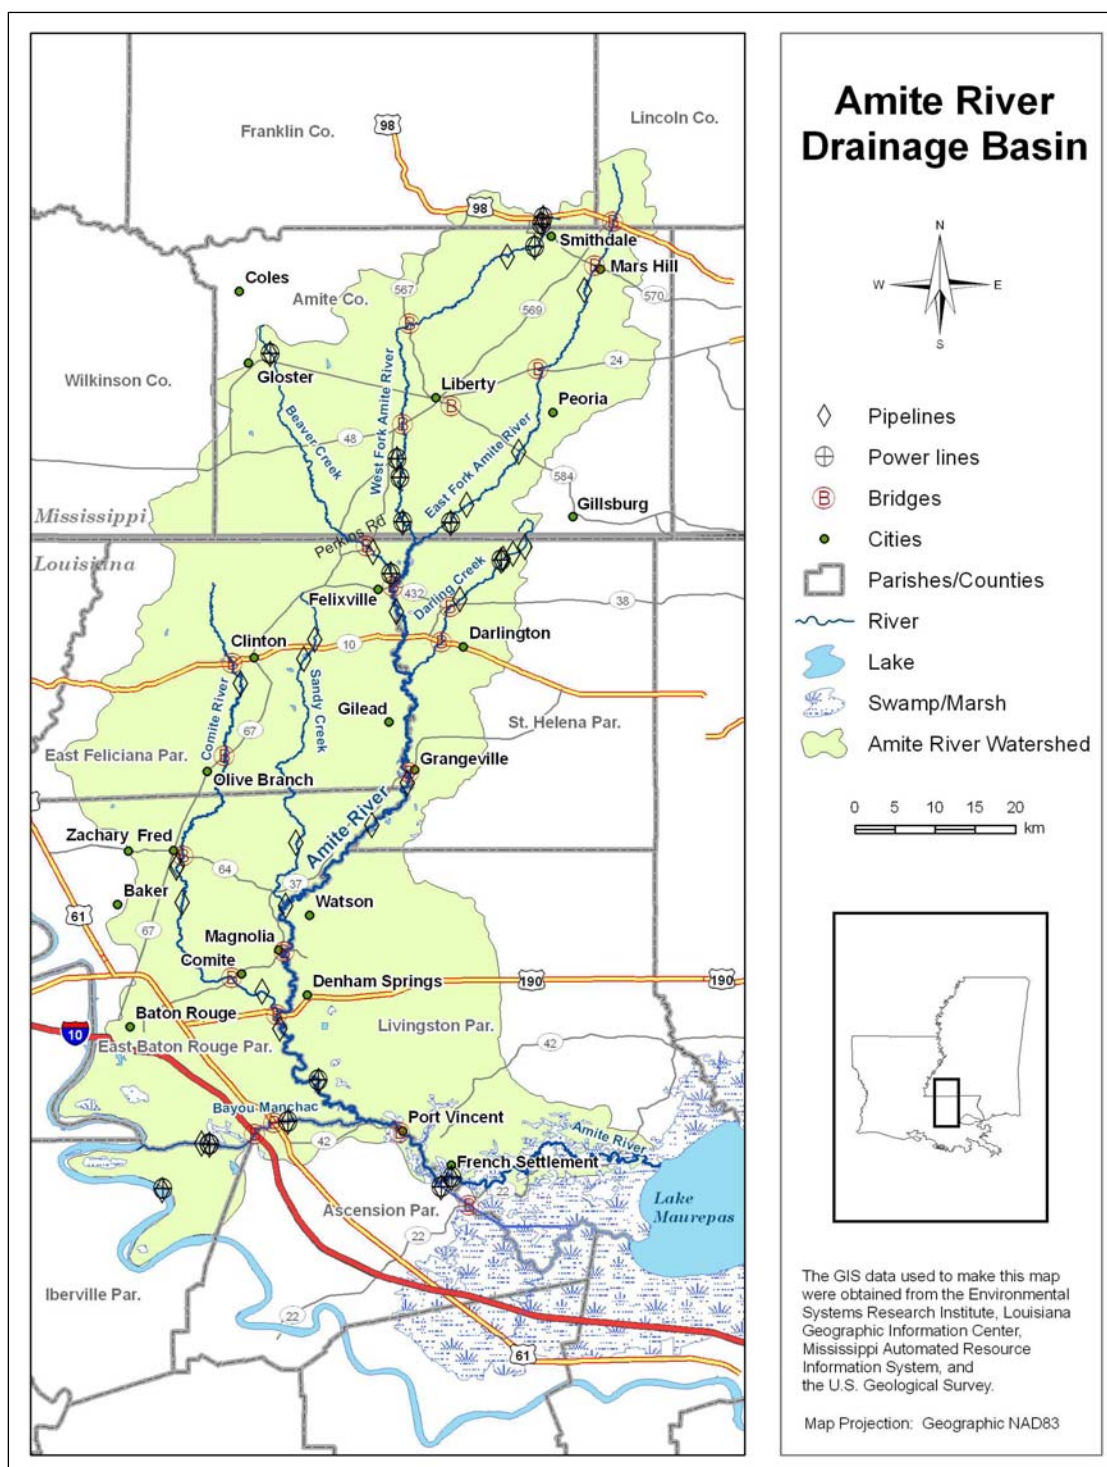 Amite River
Drainage Basin
N
W E
S
Pipelines
Power lines
B Bridges
Cities
Parishes/Counties
River
Lake
Swamp/Marsh
Amite River Watershed
0 5 10 15 20
km
The GIS data used to make this map
were obtained from the Environmental
Systems Research Institute, Louisiana
Geographic Information Center,
Mississippi Automated Resource
Information System, and
the U.S. Geological Survey.
Map Projection: Geographic NAD83
Franklin Co.
98
Lincoln Co.
98
B
Smithdale
B
Mars Hill
Coles
Amite Co.
567
569
570
B
Wilkinson Co.
Gloster
B
24
Liberty
B
Peoria
Beaver Creek
West Fork Amite River
B
48
East Fork Amite River
584
Gillsburg
Mississippi
Louisiana
Perkins Rd
B
Felixville
B
432
Darling Creek
B
38
Clinton
B
10
B
Darlington
Comite River
Sandy Creek
Gilead
St. Helena Par.
67
East Feliciana Par.
B
Olive Branch
Grangeville
B
Amite River
Zachary Fred
B
64
37
Baker
61
67
Watson
Magnolia
B
Comite
B
Denham Springs
190
190
Baton Rouge
B
10
East Baton Rouge Par.
Livingston Par.
42
Bayou Manchac
B
B
Port Vincent
B
42
Amite River
French Settlement
22
B
Lake
Maurepas
Ascension Par.
22
Iberville Par.
22
61